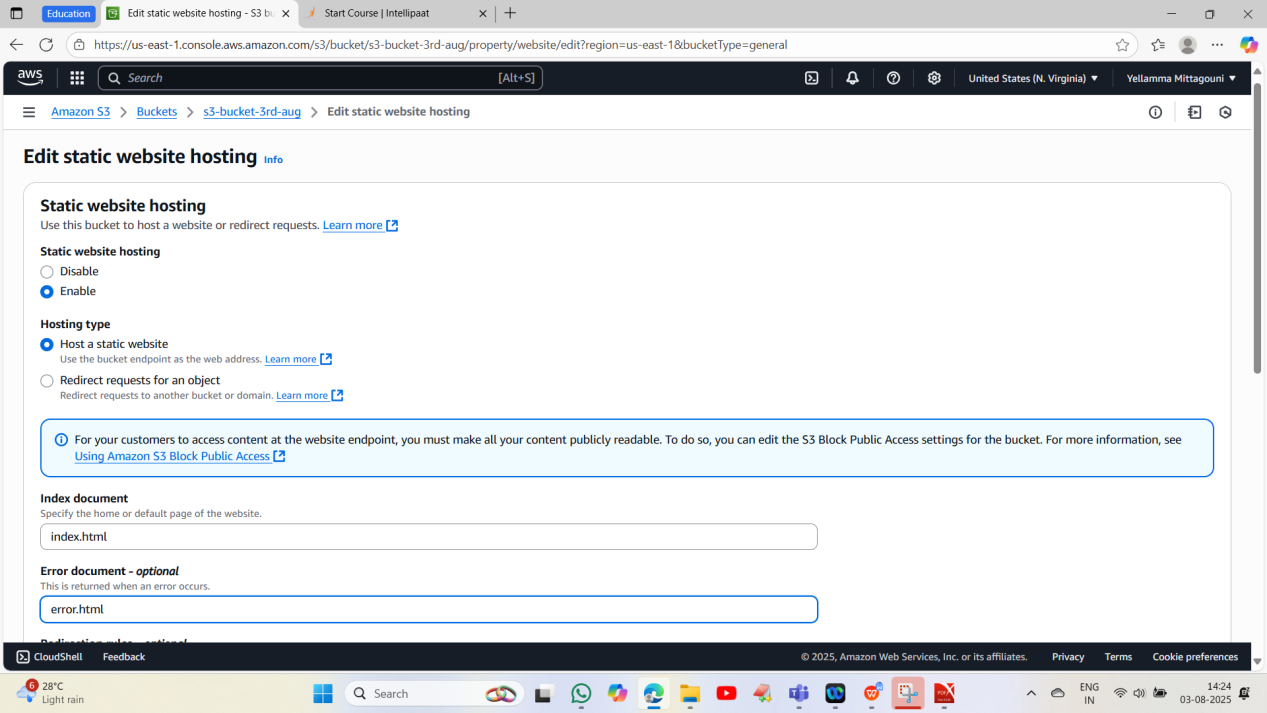 Education
Edit static website hosting - S3 bu
Start Course | Intellipaat
https://us-east-1.console.aws.amazon.com/s3/bucket/s3-bucket-3rd-aug/property/website/edit?region=us-east-1&bucketType=general
aws
Search
[Alt+S]
United States (N. Virginia)
Yellamma Mittagouni
Amazon S3 > Buckets > s3-bucket-3rd-aug > Edit static website hosting
Edit static website hosting Info
Static website hosting
Use this bucket to host a website or redirect requests. Learn more
Static website hosting
Disable
Enable
Hosting type
Host a static website
Use the bucket endpoint as the web address. Learn more
Redirect requests for an object
Redirect requests to another bucket or domain. Learn more
For your customers to access content at the website endpoint, you must make all your content publicly readable. To do so, you can edit the S3 Block Public Access settings for the bucket. For more information, see
Using Amazon S3 Block Public Access
Index document
Specify the home or default page of the website.
index.html
Error document - optional
This is returned when an error occurs.
error.html
Redirection rules - optional
CloudShell
Feedback
© 2025, Amazon Web Services, Inc. or its affiliates.
Privacy
Terms
Cookie preferences
6
28°C
Light rain
Search
ENG
IN
14:24
03-08-2025